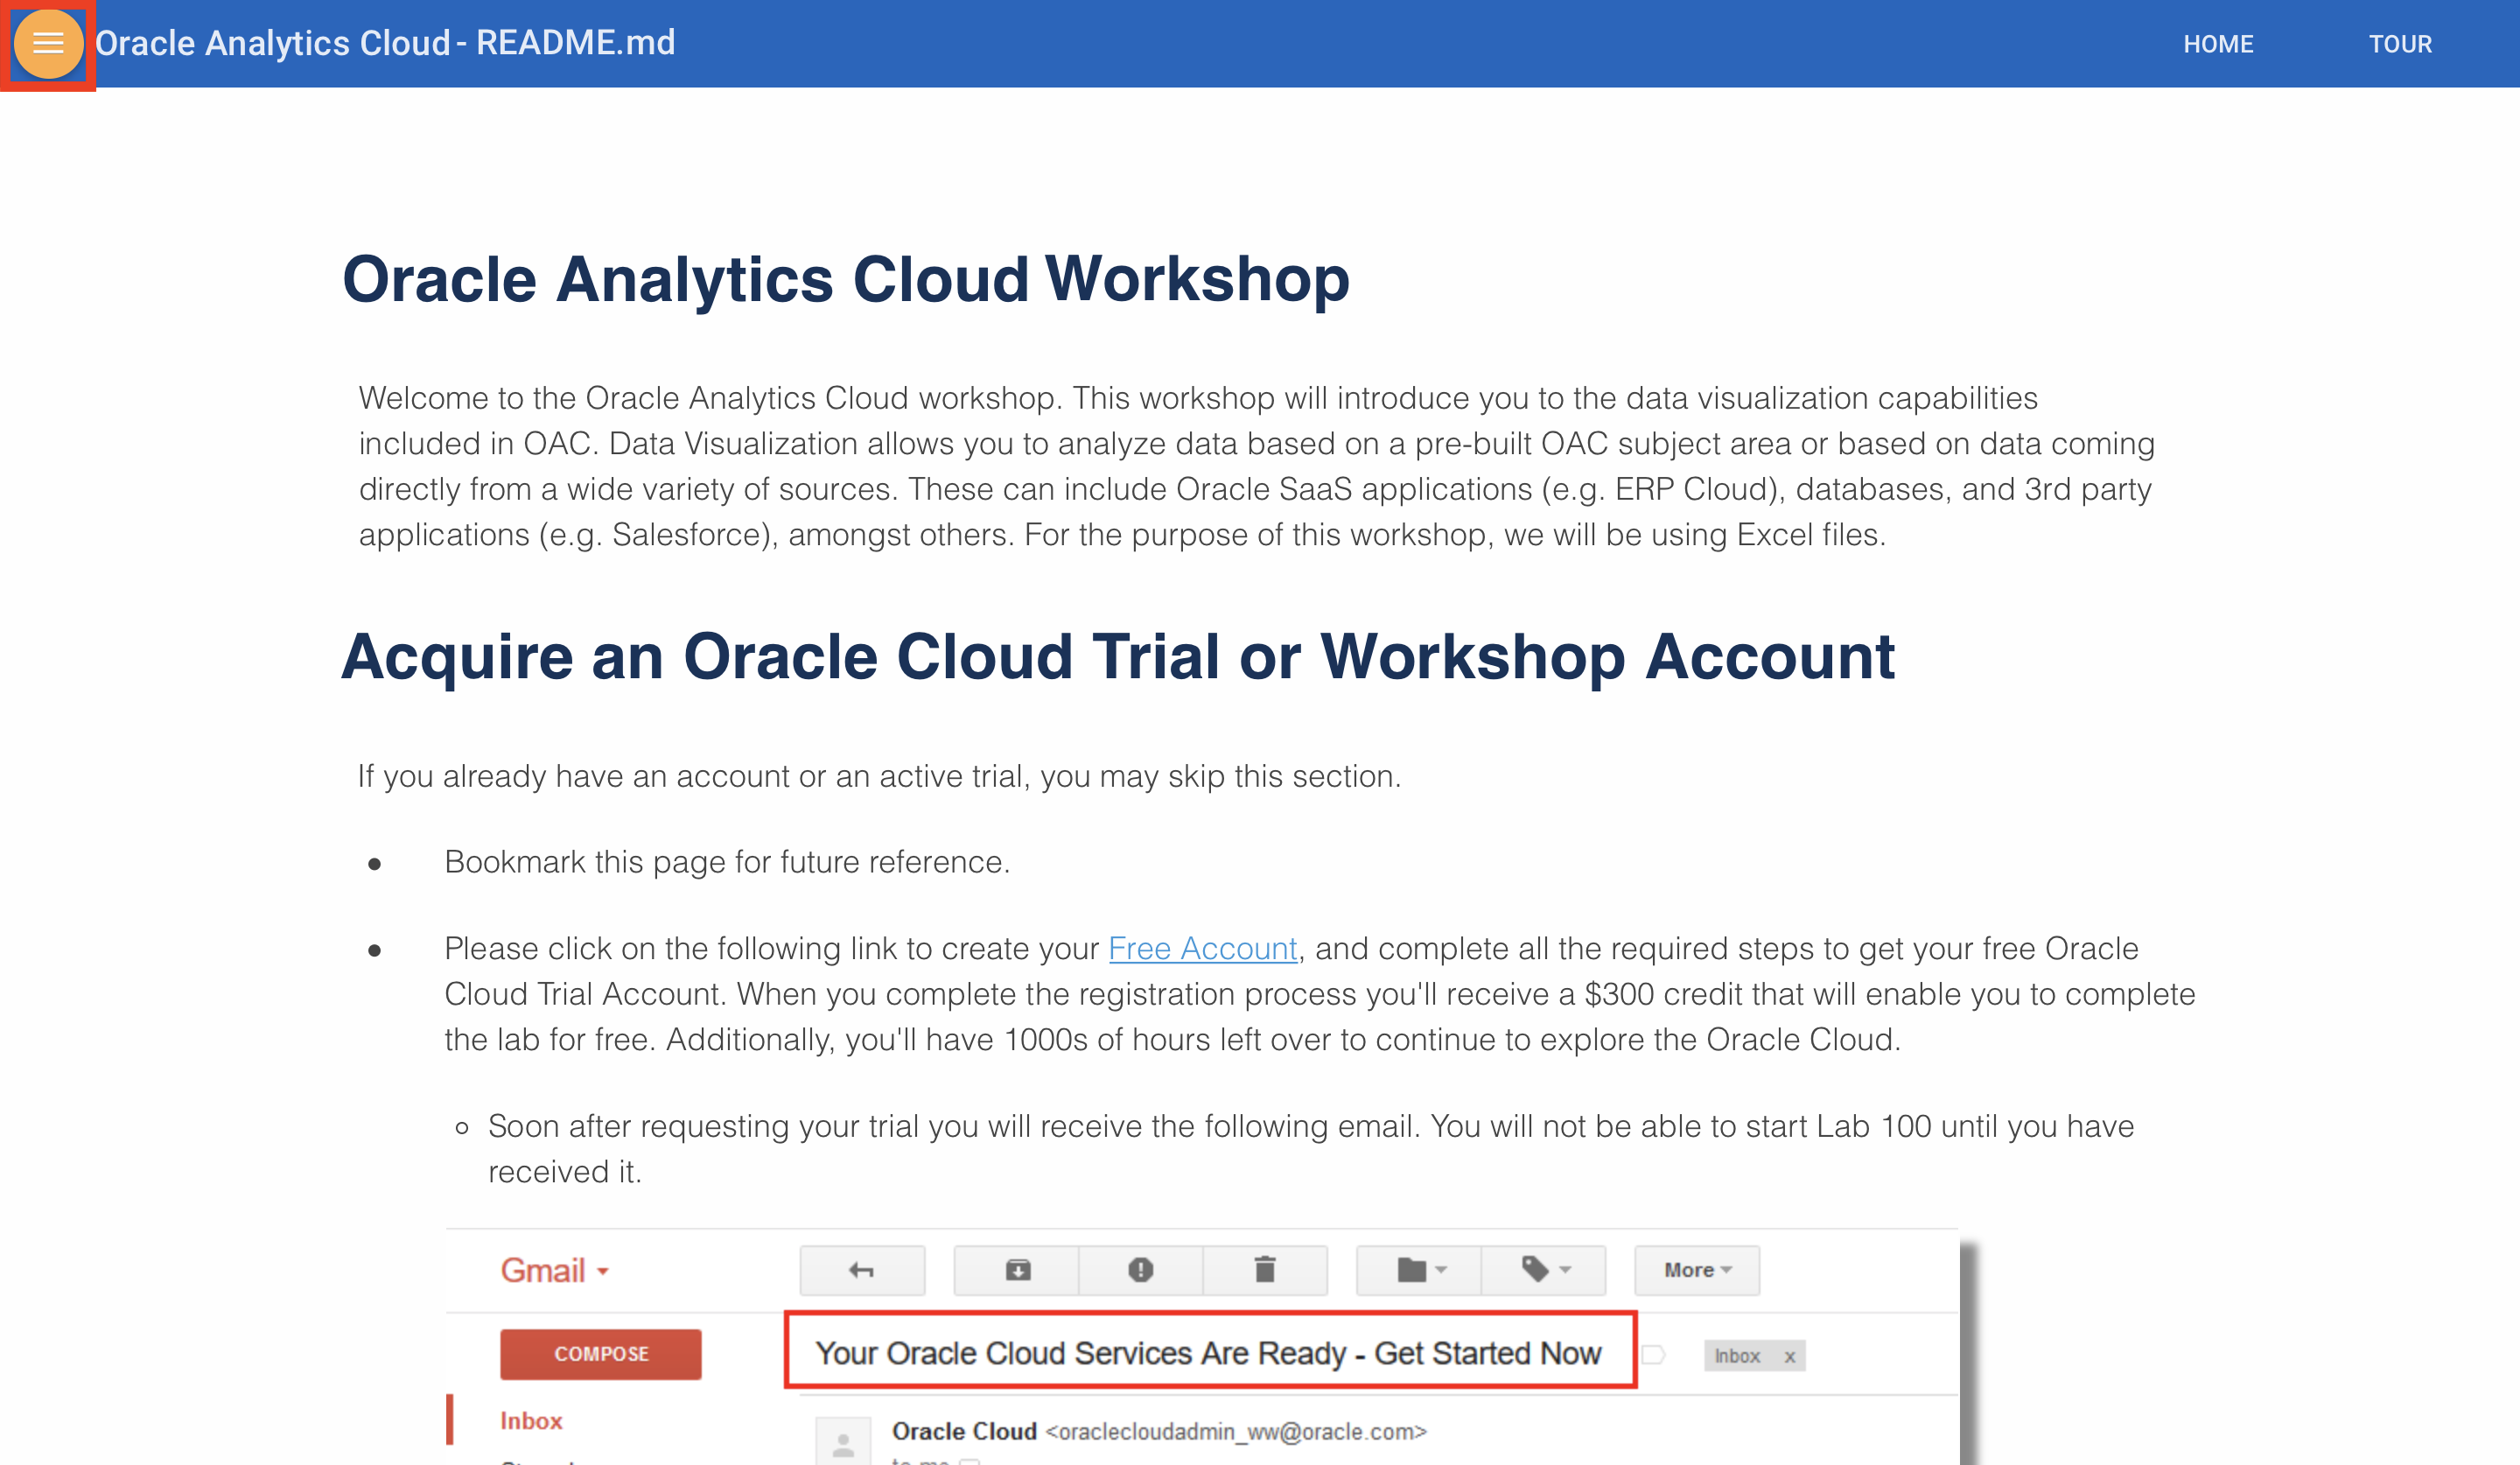 Oracle Analytics Cloud - README.md
HOME
TOUR
Oracle Analytics Cloud Workshop
Welcome to the Oracle Analytics Cloud workshop. This workshop will introduce you to the data visualization capabilities
included in OAC. Data Visualization allows you to analyze data based on a pre-built OAC subject area or based on data coming
directly from a wide variety of sources. These can include Oracle SaaS applications (e.g. ERP Cloud), databases, and 3rd party
applications (e.g. Salesforce), amongst others. For the purpose of this workshop, we will be using Excel files.
Acquire an Oracle Cloud Trial or Workshop Account
If you already have an account or an active trial, you may skip this section.
Bookmark this page for future reference.
Please click on the following link to create your Free Account, and complete all the required steps to get your free Oracle
Cloud Trial Account. When you complete the registration process you'll receive a $300 credit that will enable you to complete
the lab for free. Additionally, you'll have 1000s of hours left over to continue to explore the Oracle Cloud.
Soon after requesting your trial you will receive the following email. You will not be able to start Lab 100 until you have
received it.
Gmail
More
COMPOSE
Your Oracle Cloud Services Are Ready - Get Started Now
Inbox x
Inbox
Oracle Cloud <oraclecloudadmin_ww@oracle.com>